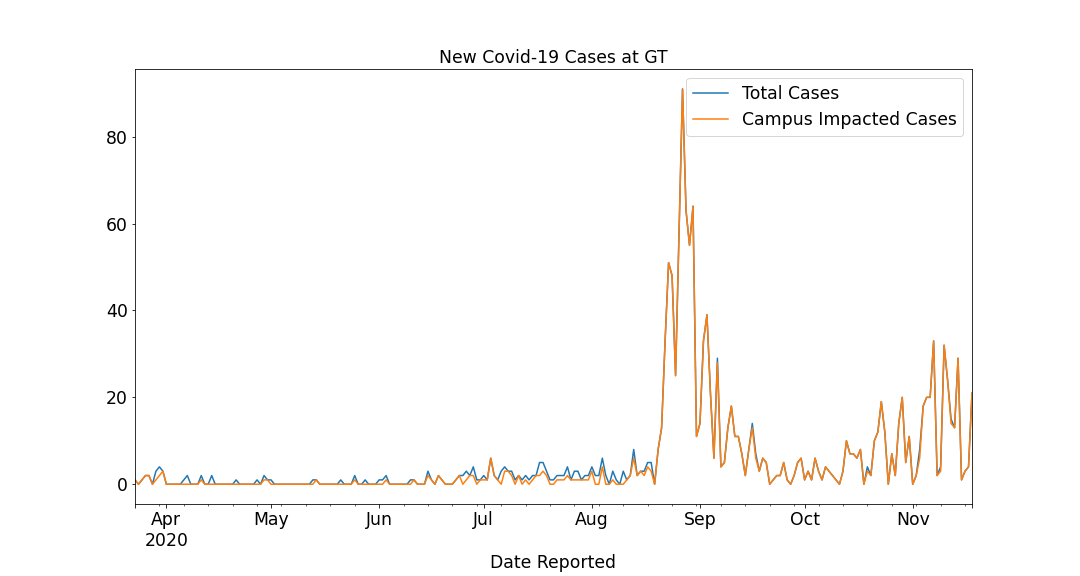 New Covid-19 Cases at GT
Total Cases
Campus Impacted Cases
80
60
40
20
0
Apr May Jun Jul Aug Sep Oct Nov
2020
Date Reported